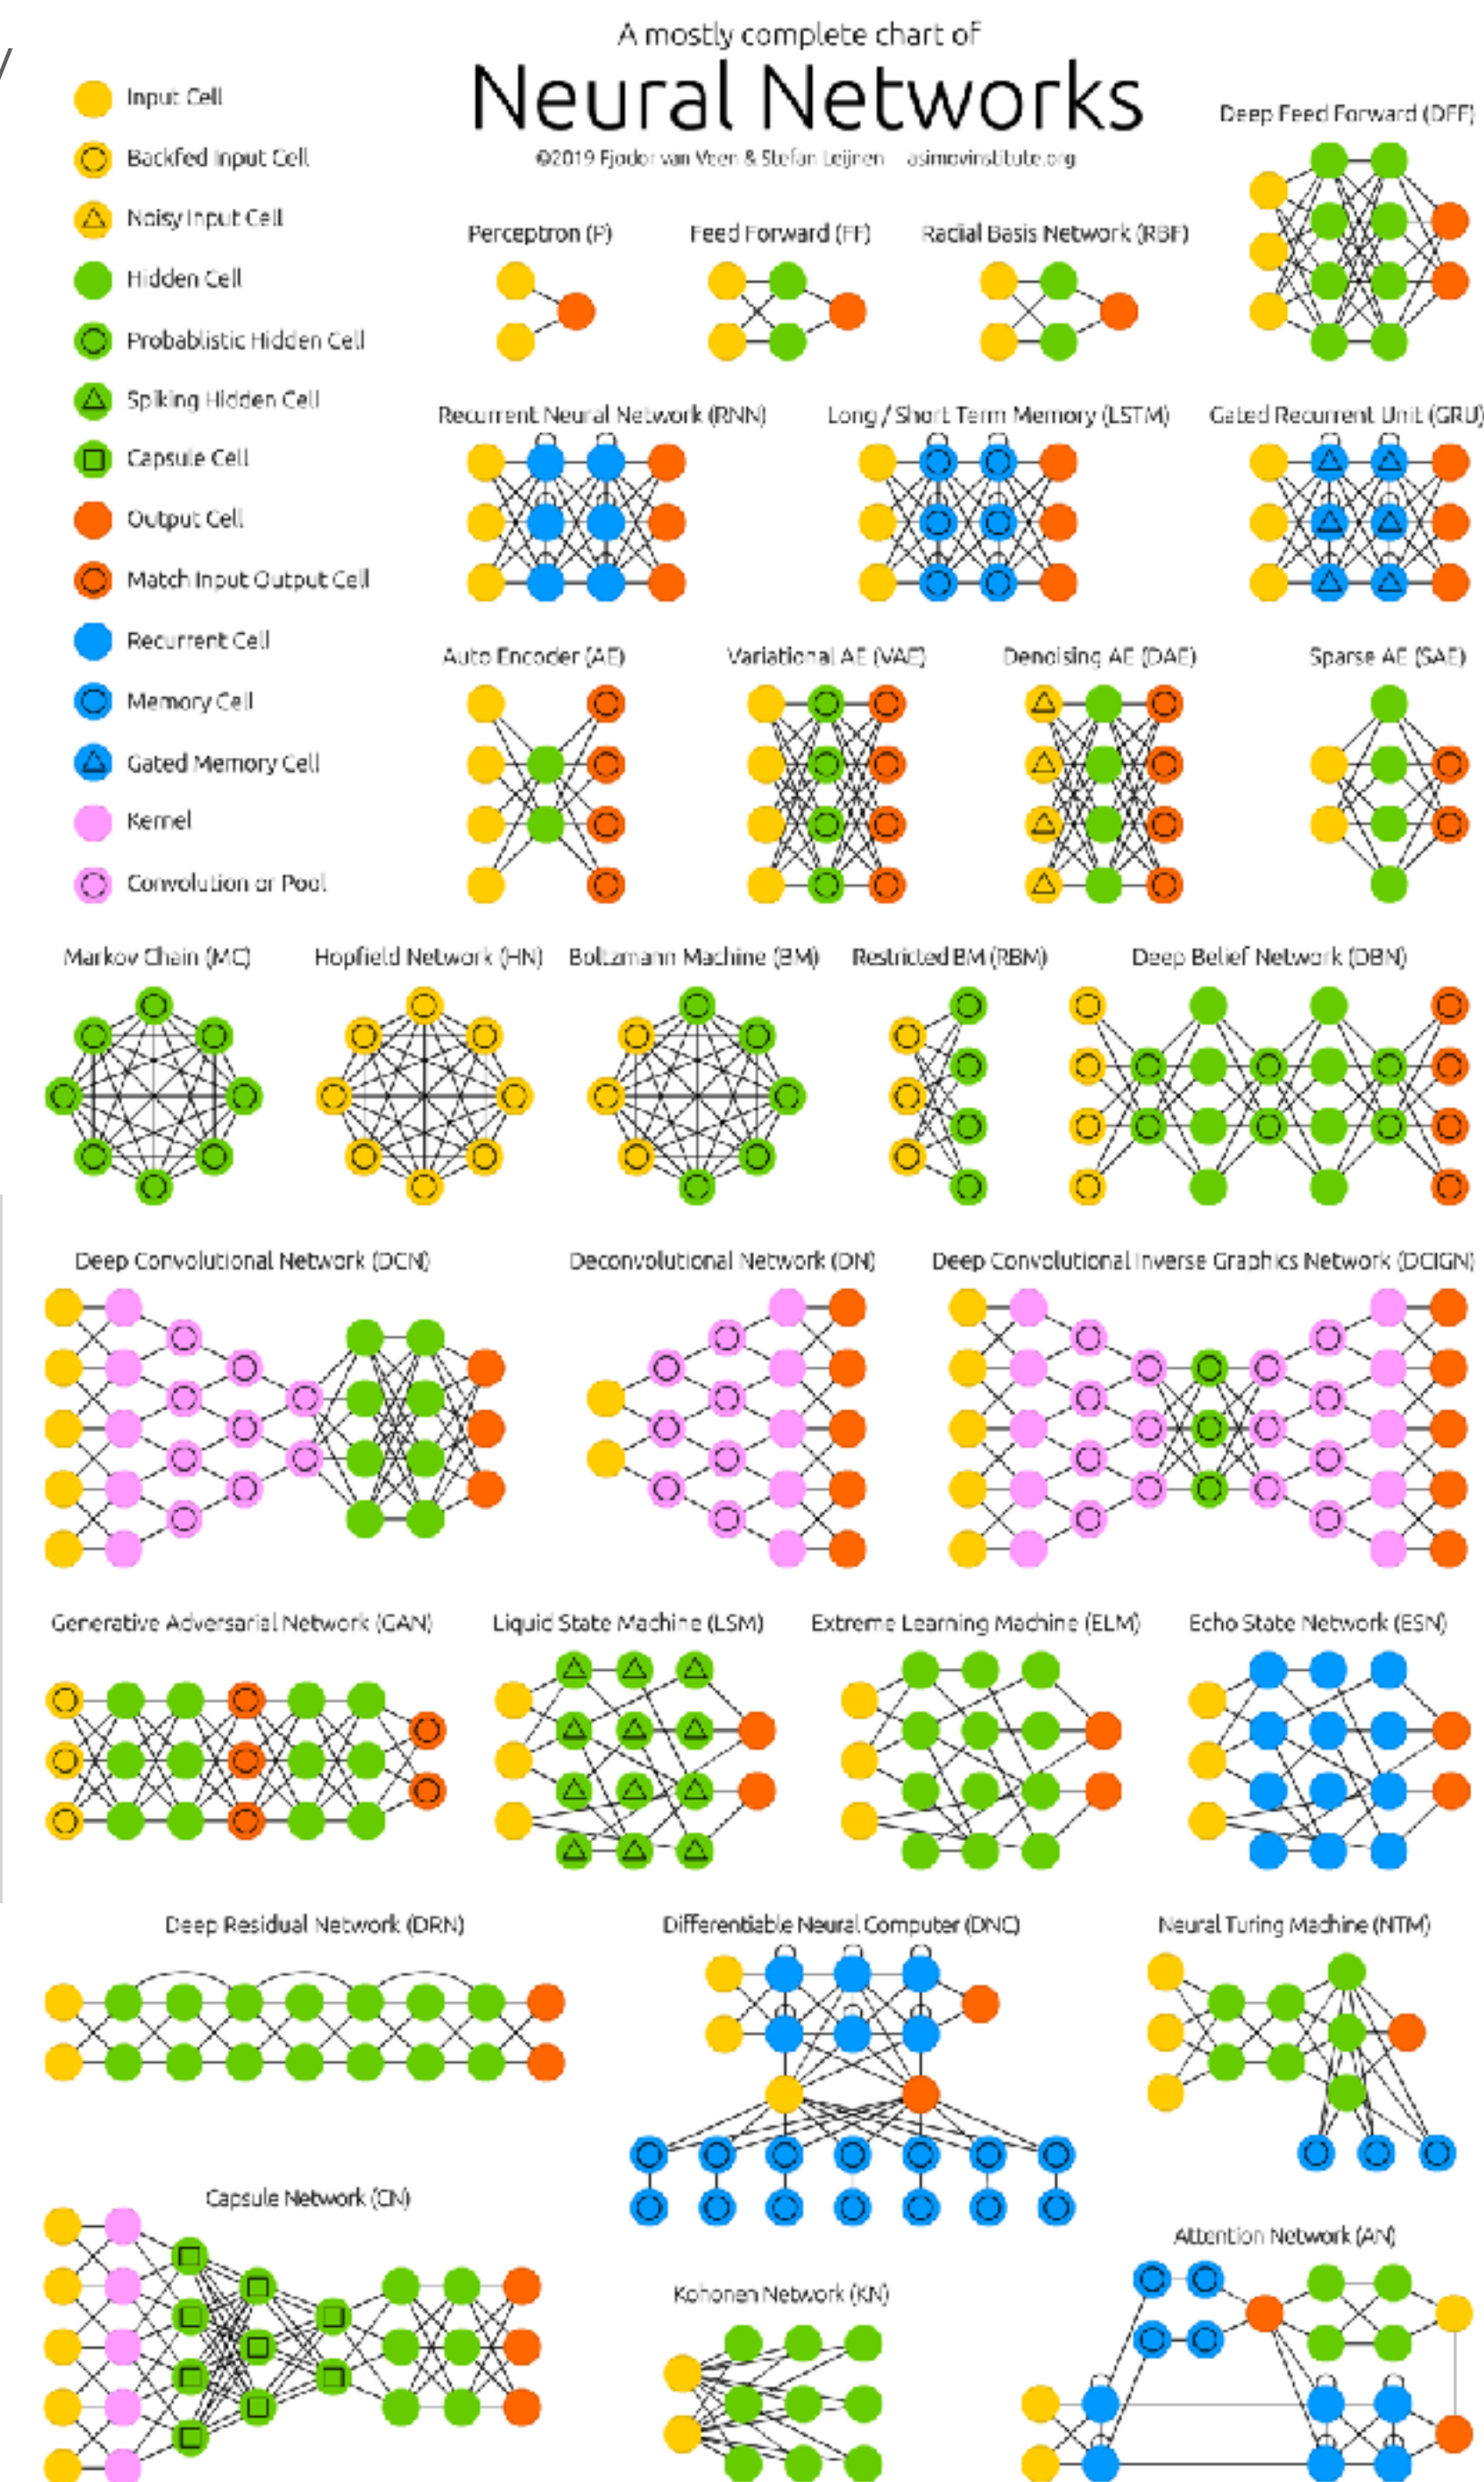 A mostly complete chart of
Neural Networks
©2019 Fjodor van Veen & Stefan Leijnen asimovinstitute.org
Input Cell
Backfed Input Cell
Noisy Input Cell
Hidden Cell
Probablistic Hidden Cell
Spiking Hidden Cell
Capsule Cell
Output Cell
Match Input Output Cell
Recurrent Cell
Memory Cell
Gated Memory Cell
Kernel
Convolution or Pool
Deep Feed Forward (DFF)
Perceptron (P)
Feed Forward (FF)
Radial Basis Network (RBF)
Recurrent Neural Network (RNN)
Long / Short Term Memory (LSTM)
Gated Recurrent Unit (GRU)
Auto Encoder (AE)
Variational AE (VAE)
Denoising AE (DAE)
Sparse AE (SAE)
Markov Chain (MC)
Hopfield Network (HN)
Boltzmann Machine (BM)
Restricted BM (RBM)
Deep Belief Network (DBN)
Deep Convolutional Network (DCN)
Deconvolutional Network (DN)
Deep Convolutional Inverse Graphics Network (DCIGN)
Generative Adversarial Network (GAN)
Liquid State Machine (LSM)
Extreme Learning Machine (ELM)
Echo State Network (ESN)
Deep Residual Network (DRN)
Differentiable Neural Computer (DNC)
Neural Turing Machine (NTM)
Capsule Network (CN)
Kohonen Network (KN)
Attention Network (AN)